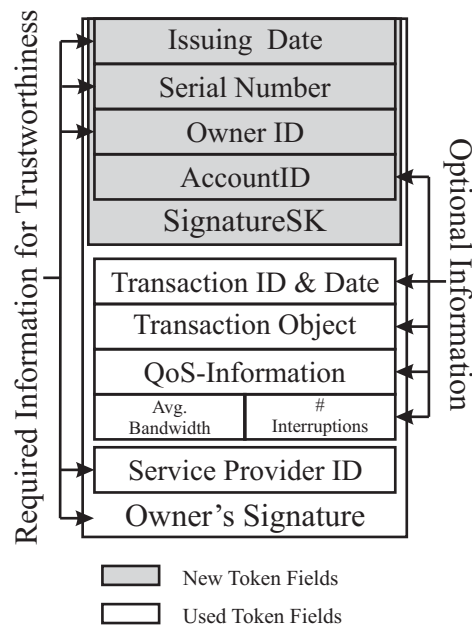 Required Information for Trustworthiness
Issuing Date
Serial Number
Owner ID
AccountID
SignatureSK
Optional Information
Transaction ID & Date
Transaction Object
QoS-Information
Avg.
Bandwidth
#
Interruptions
Service Provider ID
Owner's Signature
New Token Fields
Used Token Fields